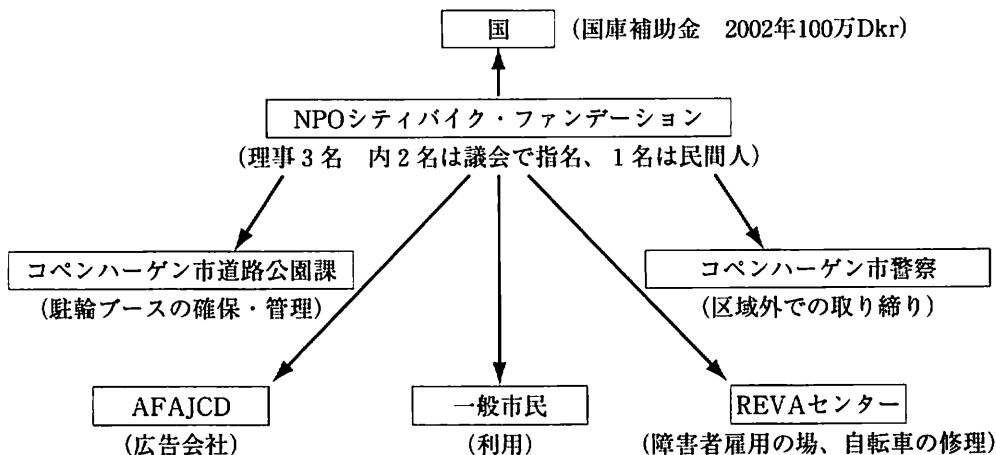 国 (国庫補助金 2002年100万Dkr)
NPOシティバイク・ファンデーション
(理事3名 内2名は議会で指名、1名は民間人)
コペンハーゲン市道路公園課 コペンハーゲン市警察
(駐輪ブースの確保・管理) (区域外での取り締り)
AFAJCD 一般市民 REVAセンター
(広告会社) (利用) (障害者雇用の場、自転車の修理)